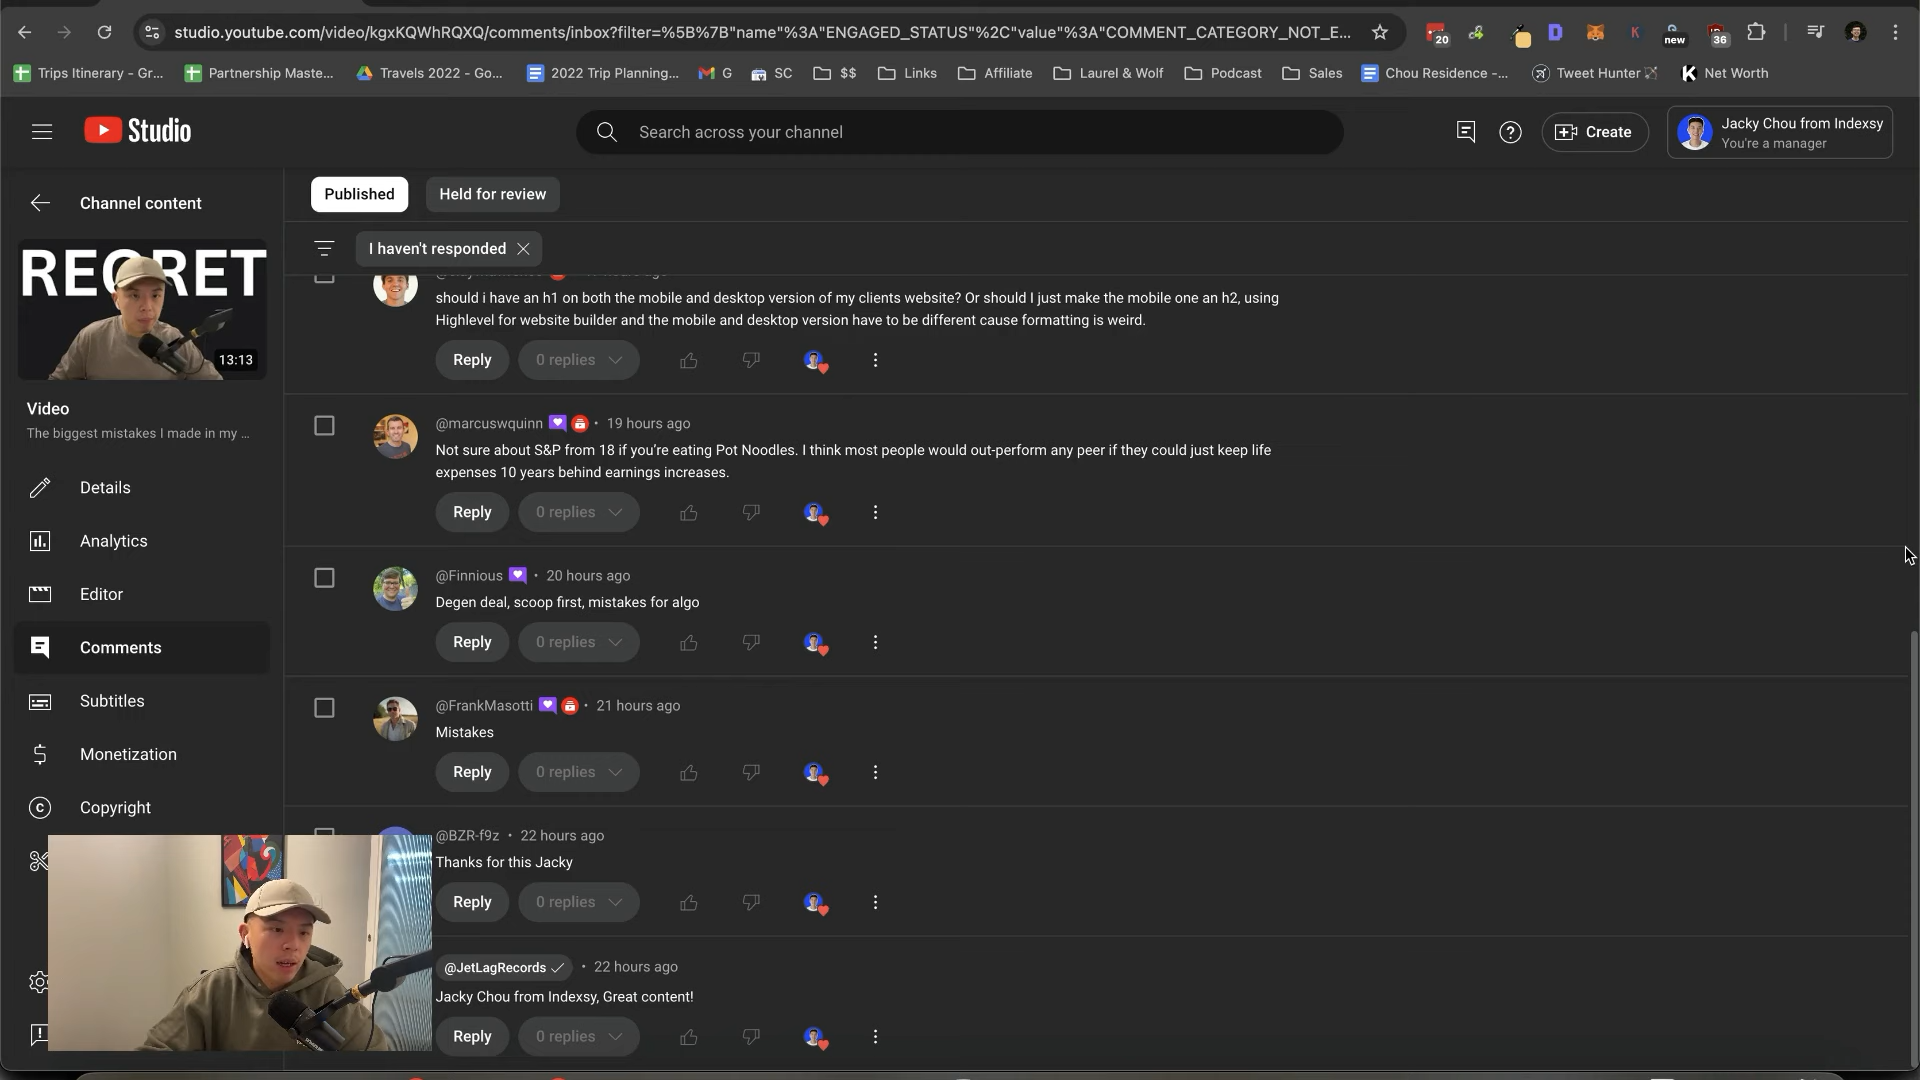 studio.youtube.com/video/kgxKQWhRQXQ/comments/inbox?filter=%5B%7B"name"%3A"ENGAGED_STATUS"%2C"value"%3A"COMMENT_CATEGORY_NOT_E...
20
new
36
Trips Itinerary - Gr...
Partnership Maste...
Travels 2022 - Go...
2022 Trip Planning...
G
SC
$$
Links
Affiliate
Laurel & Wolf
Podcast
Sales
Chou Residence -...
Tweet Hunter
Net Worth
Studio
Search across your channel
Create
Jacky Chou from Indexsy
You're a manager
Channel content
Published
Held for review
I haven't responded
REGRET
13:13
should i have an h1 on both the mobile and desktop version of my clients website? Or should I just make the mobile one an h2, using
Highlevel for website builder and the mobile and desktop version have to be different cause formatting is weird.
Reply
0 replies
Video
The biggest mistakes I made in my ...
@marcuswquinn • 19 hours ago
Not sure about S&P from 18 if you're eating Pot Noodles. I think most people would out-perform any peer if they could just keep life
expenses 10 years behind earnings increases.
Reply
0 replies
Details
Analytics
Editor
Comments
Subtitles
Monetization
Copyright
@Finnious • 20 hours ago
Degen deal, scoop first, mistakes for algo
Reply
0 replies
@FrankMasotti • 21 hours ago
Mistakes
Reply
0 replies
@BZR-f9z • 22 hours ago
Thanks for this Jacky
Reply
0 replies
@JetLagRecords • 22 hours ago
Jacky Chou from Indexsy, Great content!
Reply
0 replies